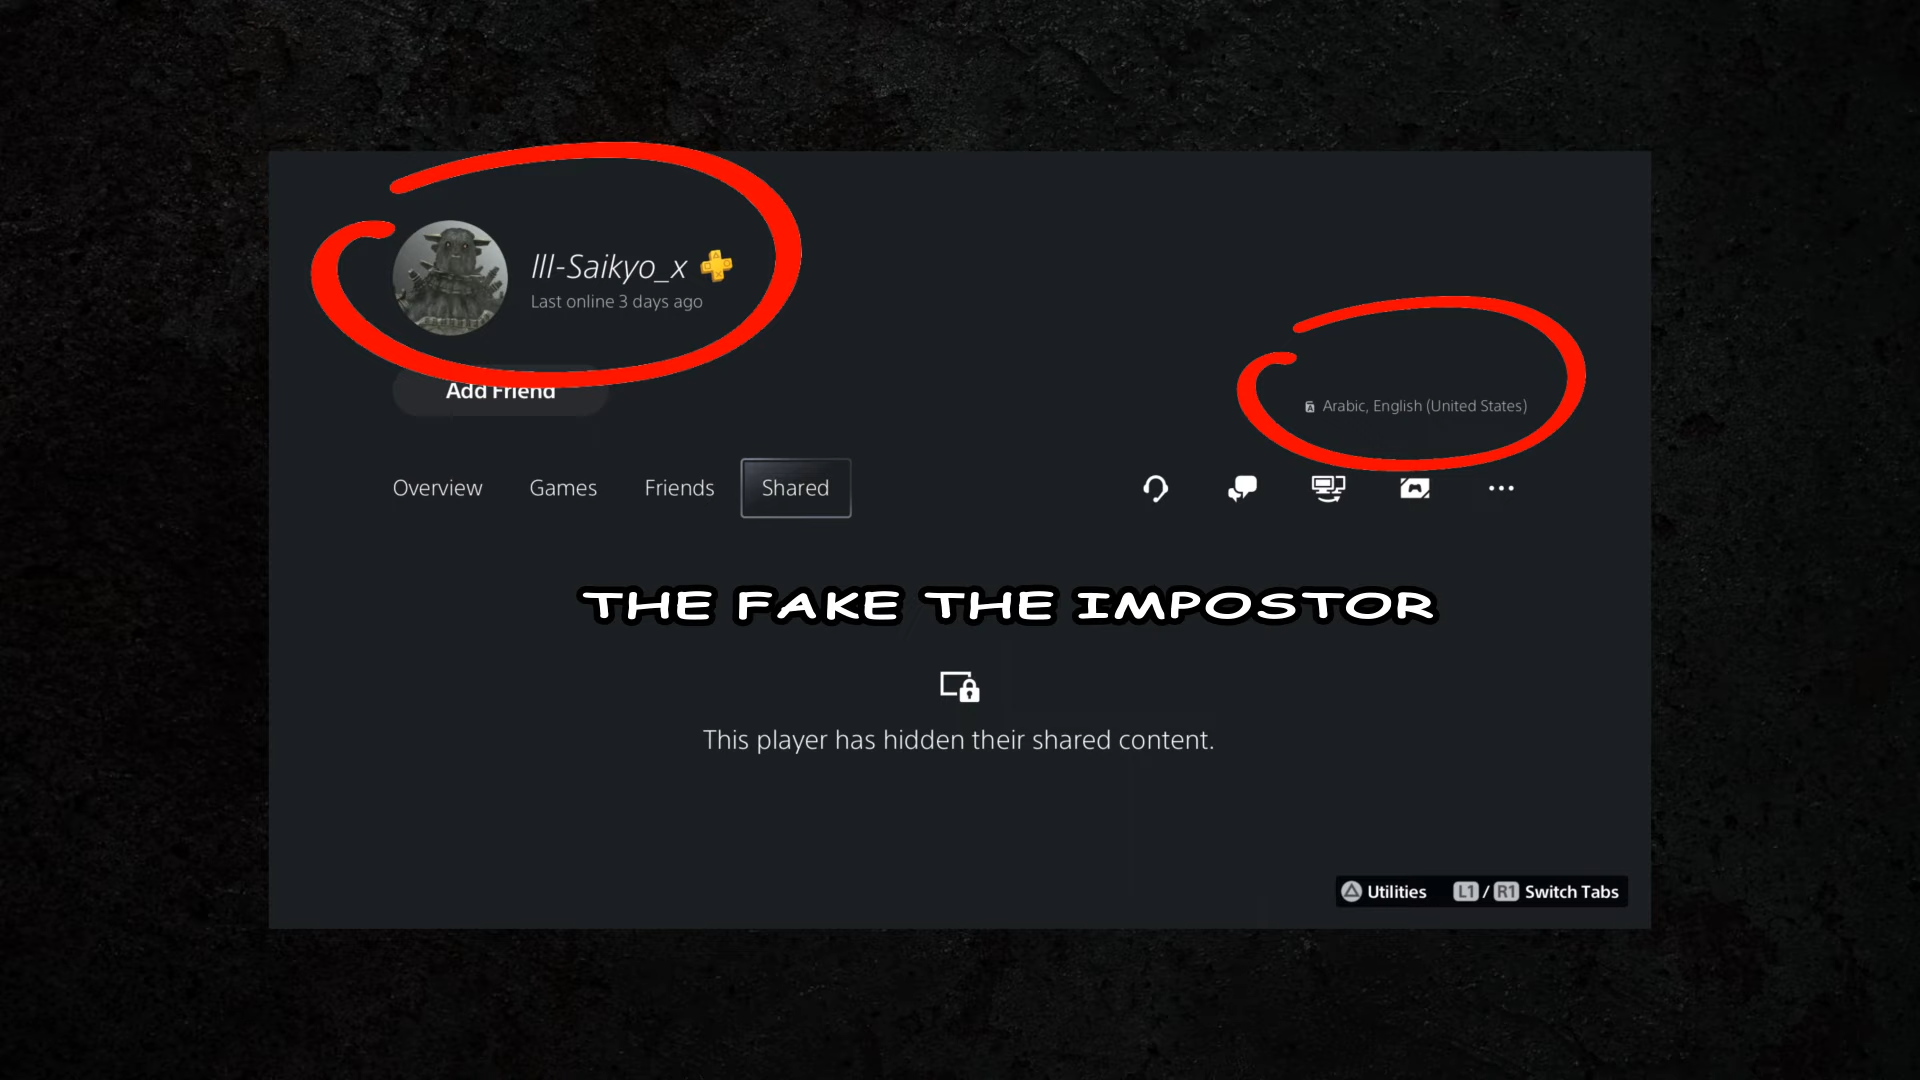 lll-Saikyo_x
Last online 3 days ago
Add Friend
Arabic, English (United States)
Overview Games Friends Shared
THE FAKE THE IMPOSTOR
This player has hidden their shared content.
Utilities L1 / R1 Switch Tabs